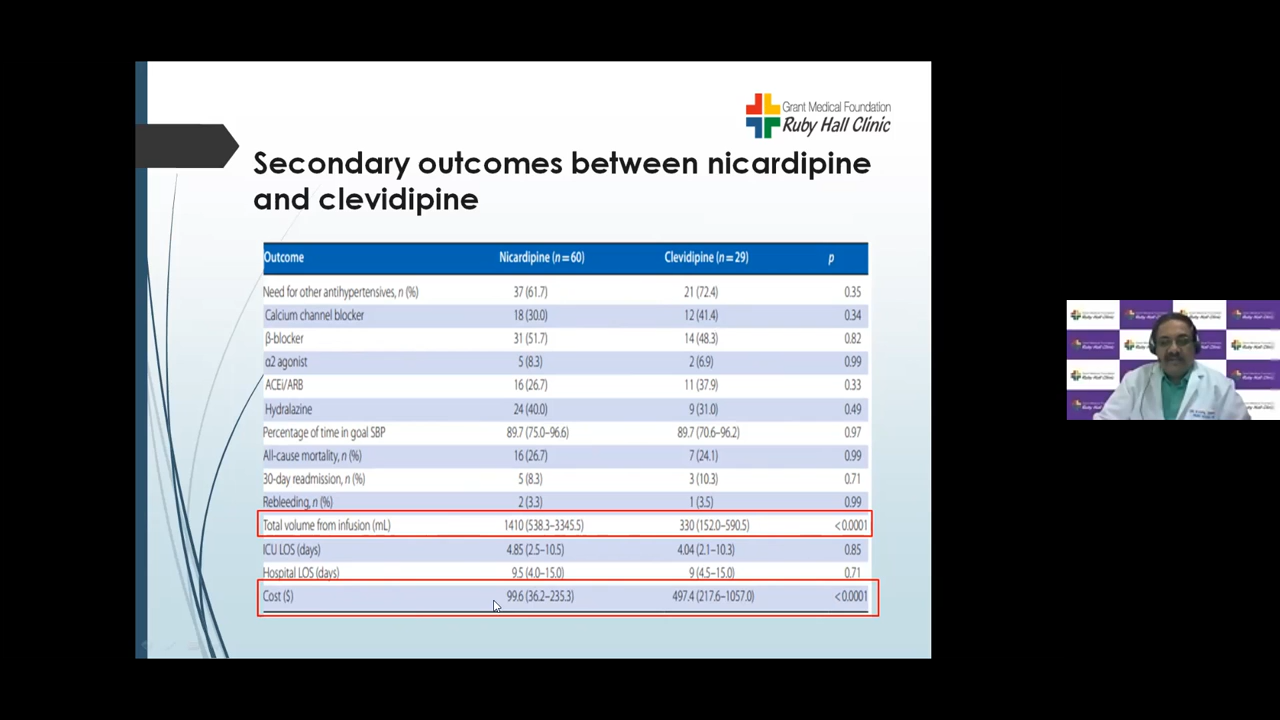 Grant Medical Foundation
Ruby Hall Clinic
Secondary outcomes between nicardipine
and clevidipine
Outcome Nicardipine (n=60) Clevidipine (n=29) p
Need for other antihypertensives, n (%) 37 (61.7) 21 (72.4) 0.35
Calcium channel blocker 18 (30.0) 12 (41.4) 0.34
β-blocker 31 (51.7) 14 (48.3) 0.82
α2 agonist 5 (8.3) 2 (6.9) 0.99
ACEi/ARB 16 (26.7) 11 (37.9) 0.33
Hydralazine 24 (40.0) 9 (31.0) 0.49
Percentage of time in goal SBP 89.7 (75.0–96.6) 89.7 (70.6–96.2) 0.97
All-cause mortality, n (%) 16 (26.7) 7 (24.1) 0.99
30-day readmission, n (%) 5 (8.3) 3 (10.3) 0.71
Rebleeding, n (%) 2 (3.3) 1 (3.5) 0.99
Total volume from infusion (mL) 1410 (538.3–3345.5) 330 (152.0–590.5) <0.0001
ICU LOS (days) 4.85 (2.5–10.5) 4.04 (2.1–10.3) 0.85
Hospital LOS (days) 9.5 (4.0–15.0) 9 (4.5–15.0) 0.71
Cost ($) 99.6 (36.2–235.3) 497.4 (217.6–1057.0) <0.0001
Ruby Hall Clinic